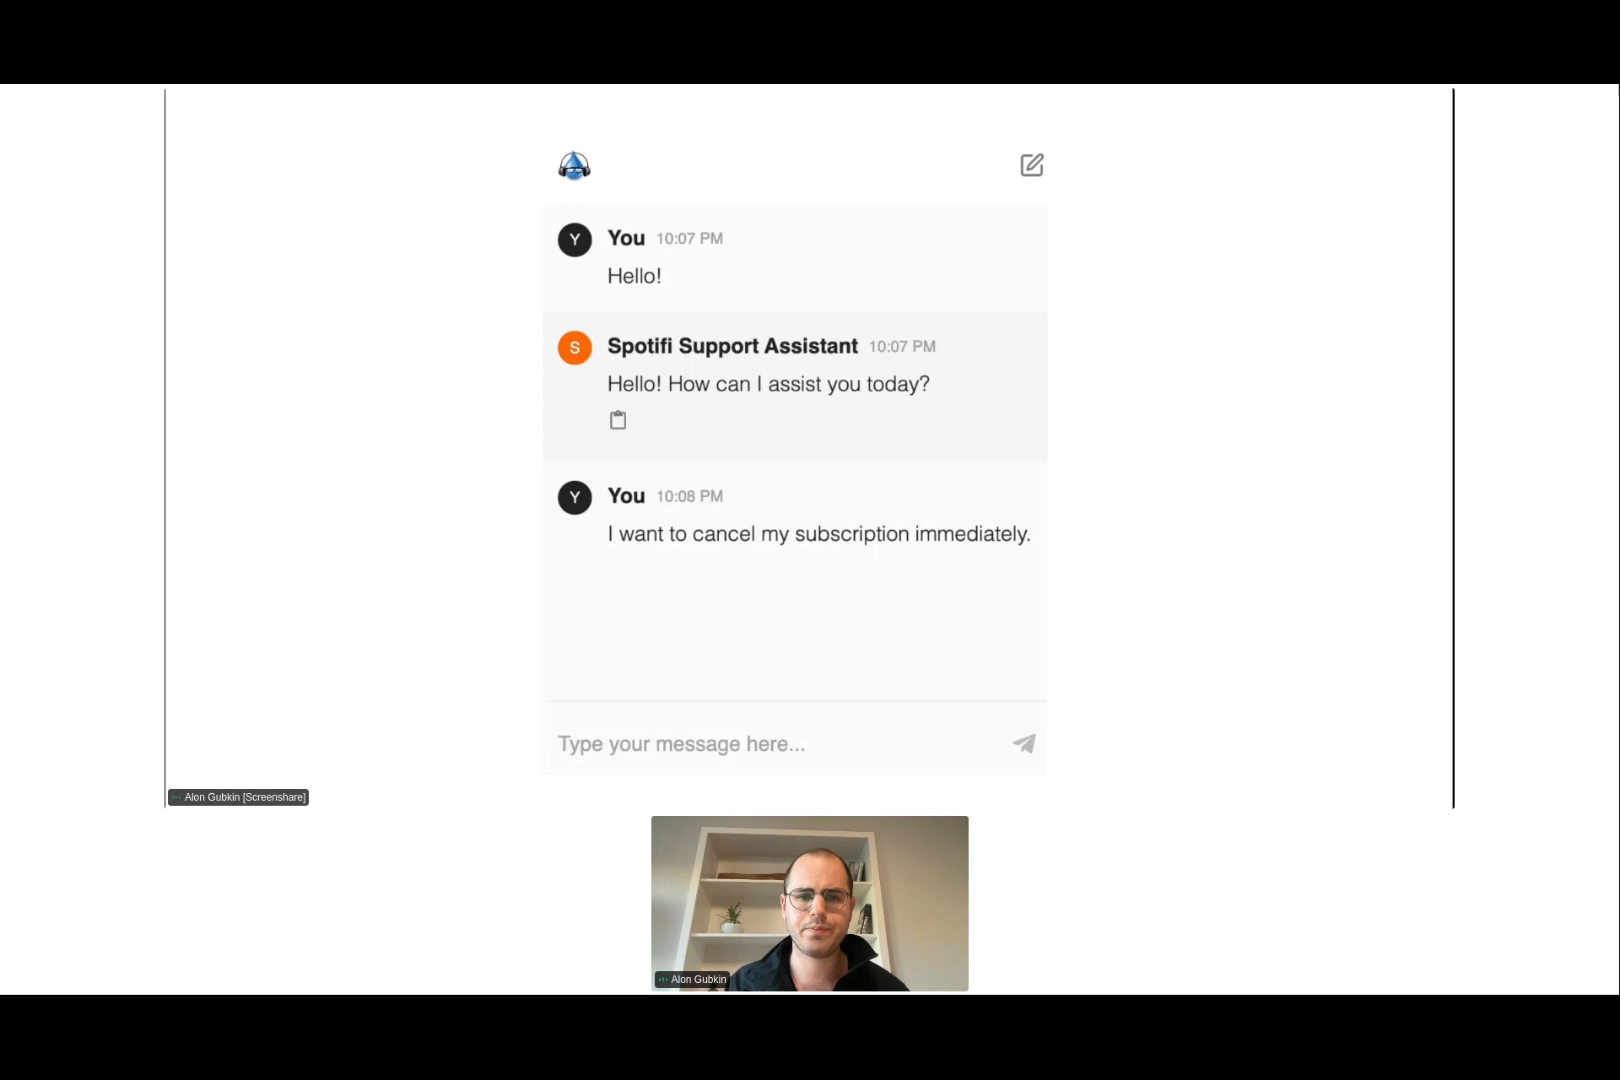 Y
You 10:07 PM
Hello!
S
Spotifi Support Assistant 10:07 PM
Hello! How can I assist you today?
Y
You 10:08 PM
I want to cancel my subscription immediately.
Type your message here...
Alon Gubkin [Screenshare]
Alon Gubkin